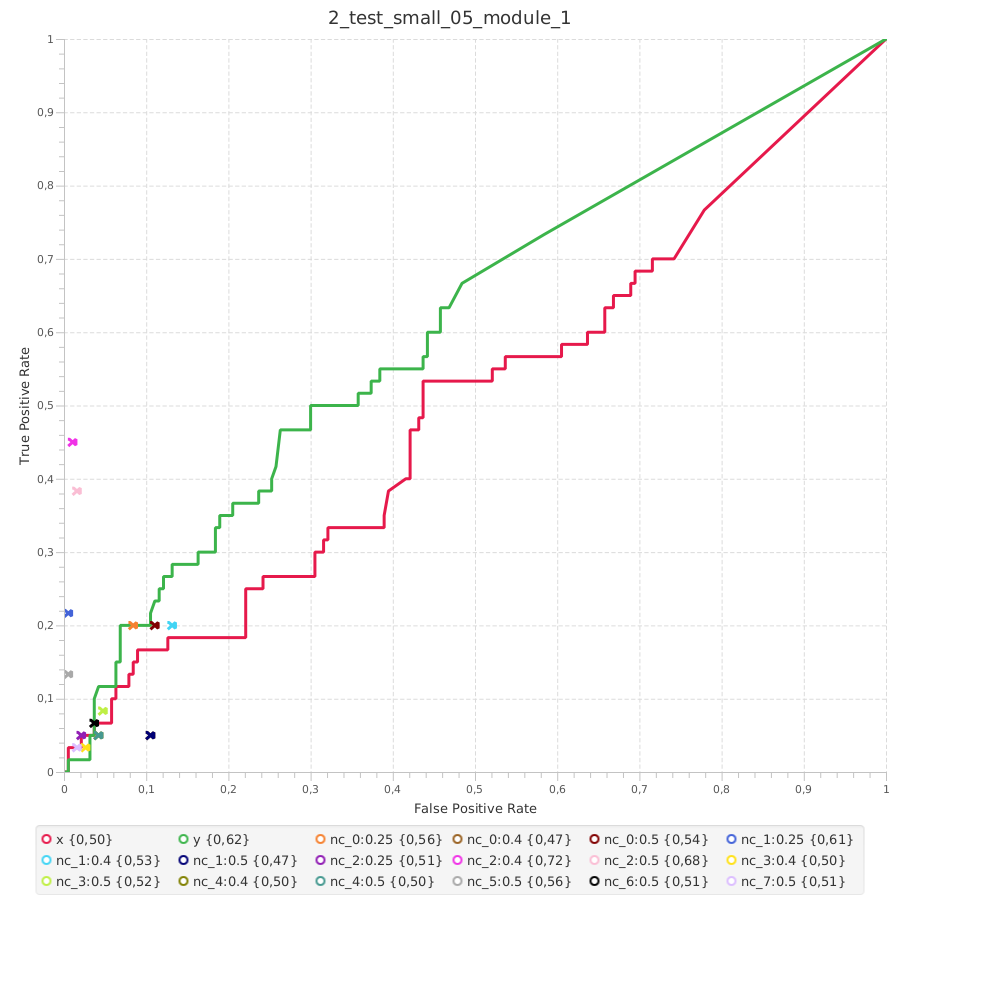 2_test_small_05_module_1
1
0,9
0,8
0,7
0,6
0,5
0,4
0,3
0,2
0,1
0
True Positive Rate
0 0,1 0,2 0,3 0,4 0,5 0,6 0,7 0,8 0,9 1
False Positive Rate
x {0,50} y {0,62} nc_0:0.25 {0,56} nc_0:0.4 {0,47} nc_0:0.5 {0,54} nc_1:0.25 {0,61}
nc_1:0.4 {0,53} nc_1:0.5 {0,47} nc_2:0.25 {0,51} nc_2:0.4 {0,72} nc_2:0.5 {0,68} nc_3:0.4 {0,50}
nc_3:0.5 {0,52} nc_4:0.4 {0,50} nc_4:0.5 {0,50} nc_5:0.5 {0,56} nc_6:0.5 {0,51} nc_7:0.5 {0,51}